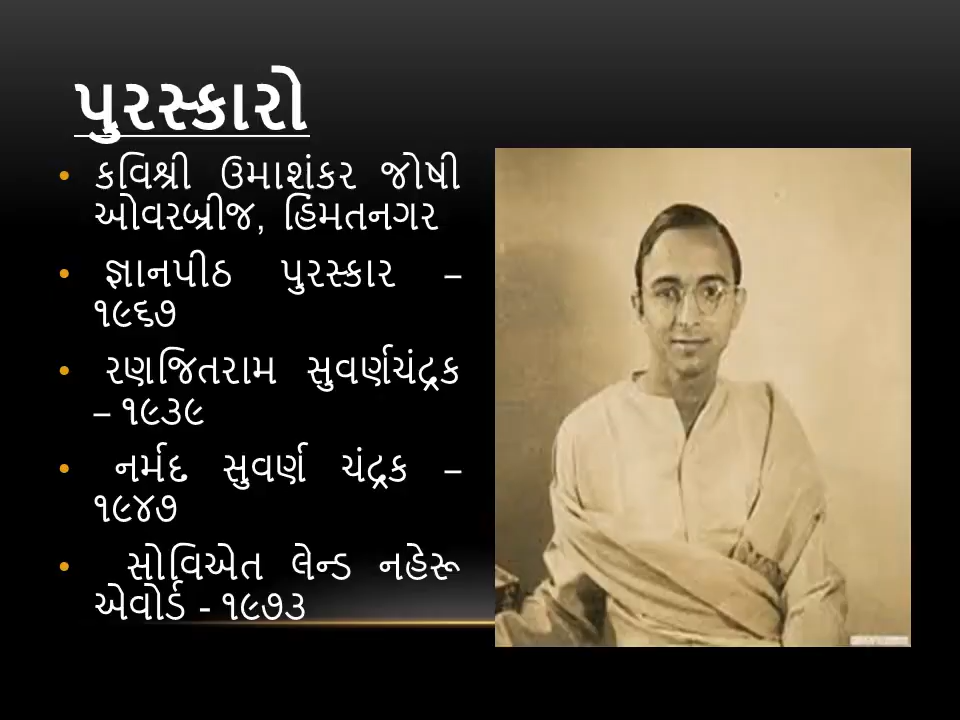 પુરસ્કારો
• કવિશ્રી ઉમાશંકર જોષી
ઓવરબ્રીજ, હિંમતનગર
• જ્ઞાનપીઠ પુરસ્કાર –
૧૯૬૭
• રણજિતરામ સુવર્ણચંદ્રક
– ૧૯૩૯
• નર્મદ સુવર્ણ ચંદ્રક –
૧૯૪૭
• સોવિએત લેન્ડ નહેરૂ
એવોર્ડ - ૧૯૭૩